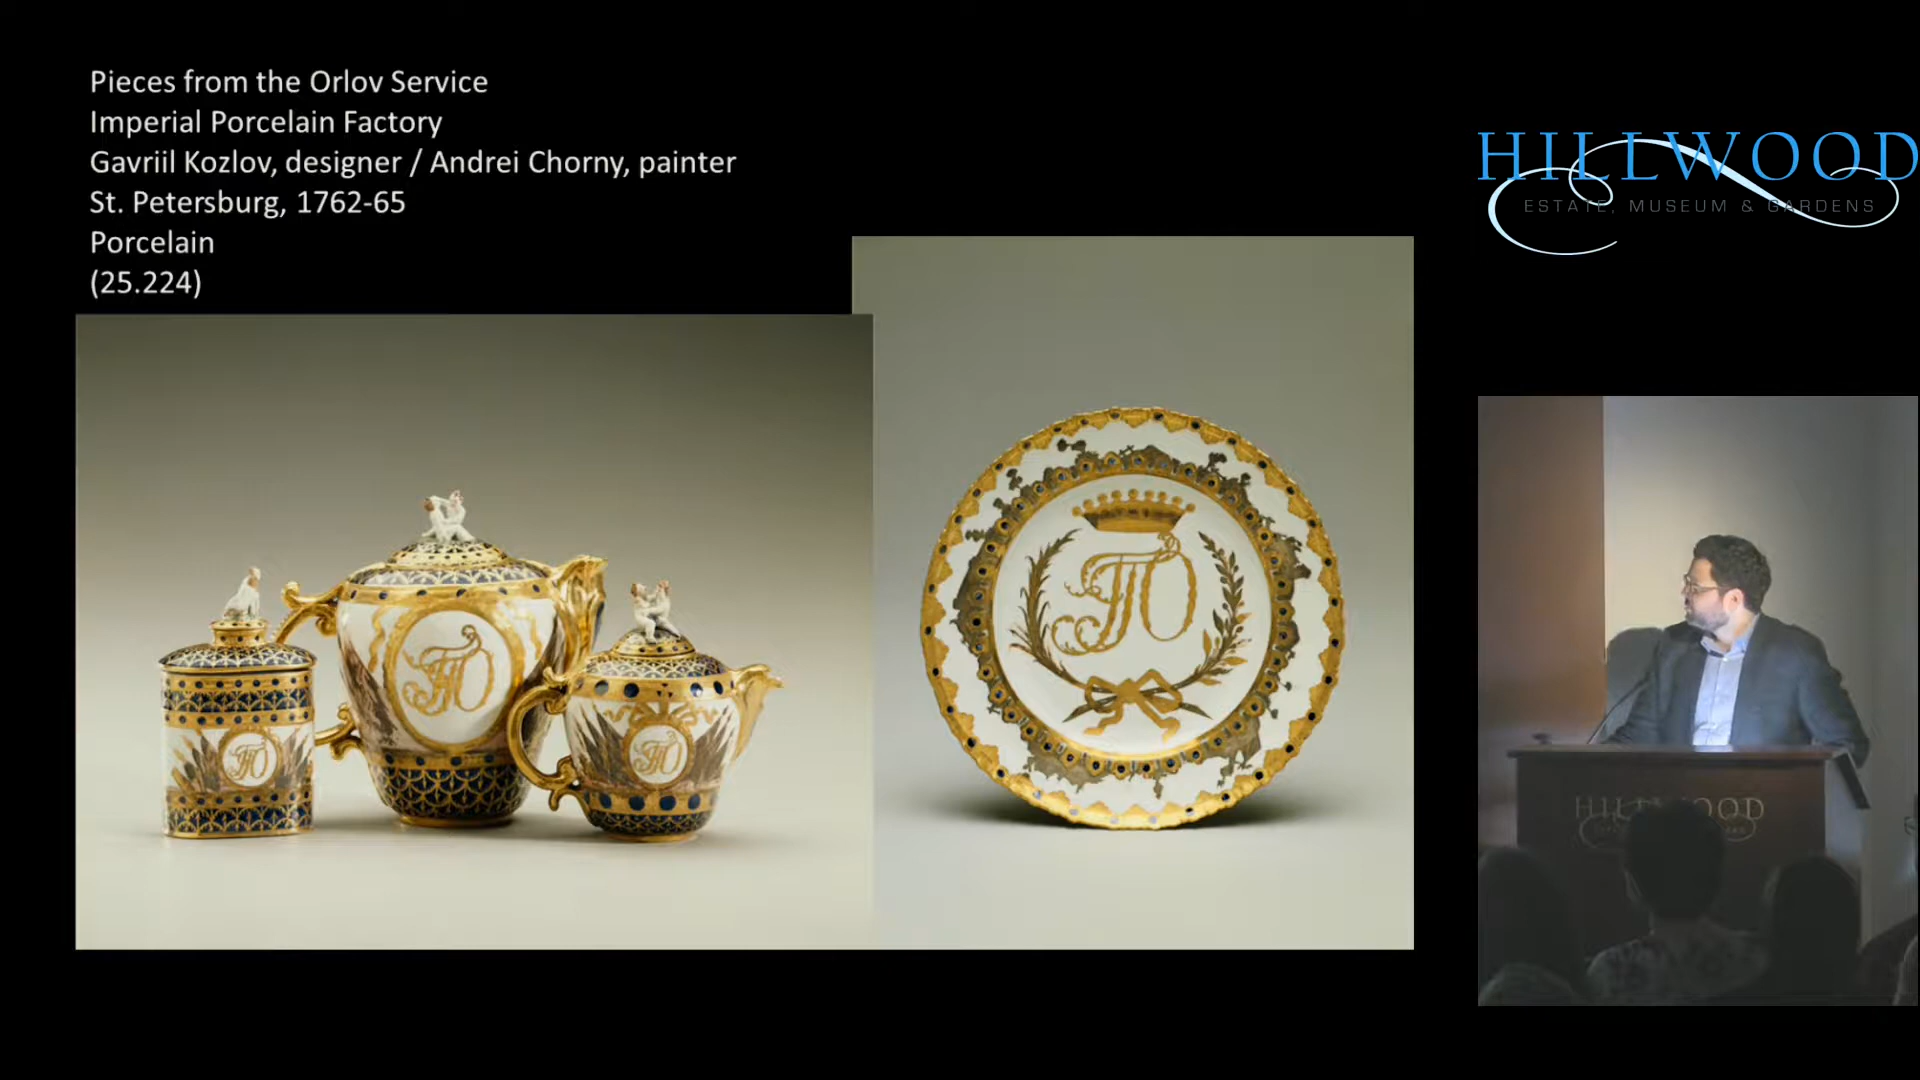 Pieces from the Orlov Service
Imperial Porcelain Factory
Gavriil Kozlov, designer / Andrei Chorny, painter
St. Petersburg, 1762-65
Porcelain
(25.224)
HILLWOOD
ESTATE, MUSEUM & GARDENS
HILLWOOD